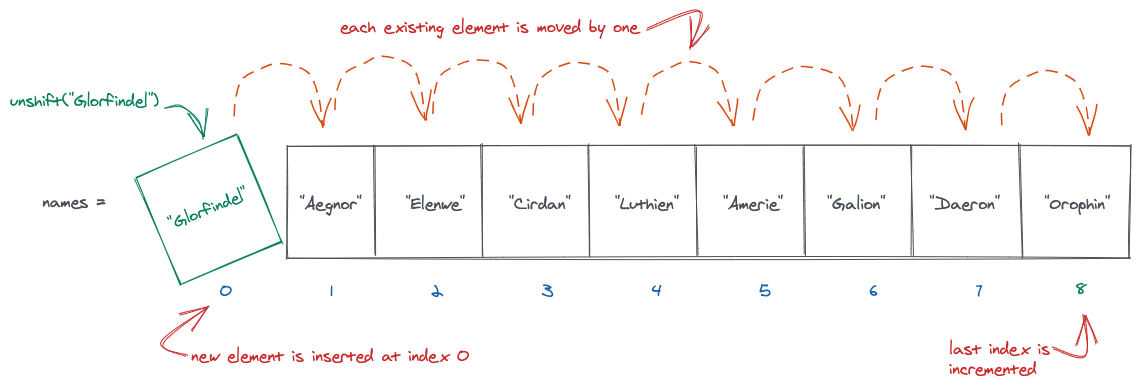 each existing element is moved by one
unshift("Glorfindel")
names =
"Glorfindel"
"Aegnor"
"Elenwe"
"Cirdan"
"Luthien"
"Amerie"
"Galion"
"Daeron"
"Orophin"
0
1
2
3
4
5
6
7
8
new element is inserted at index 0
last index is
incremented